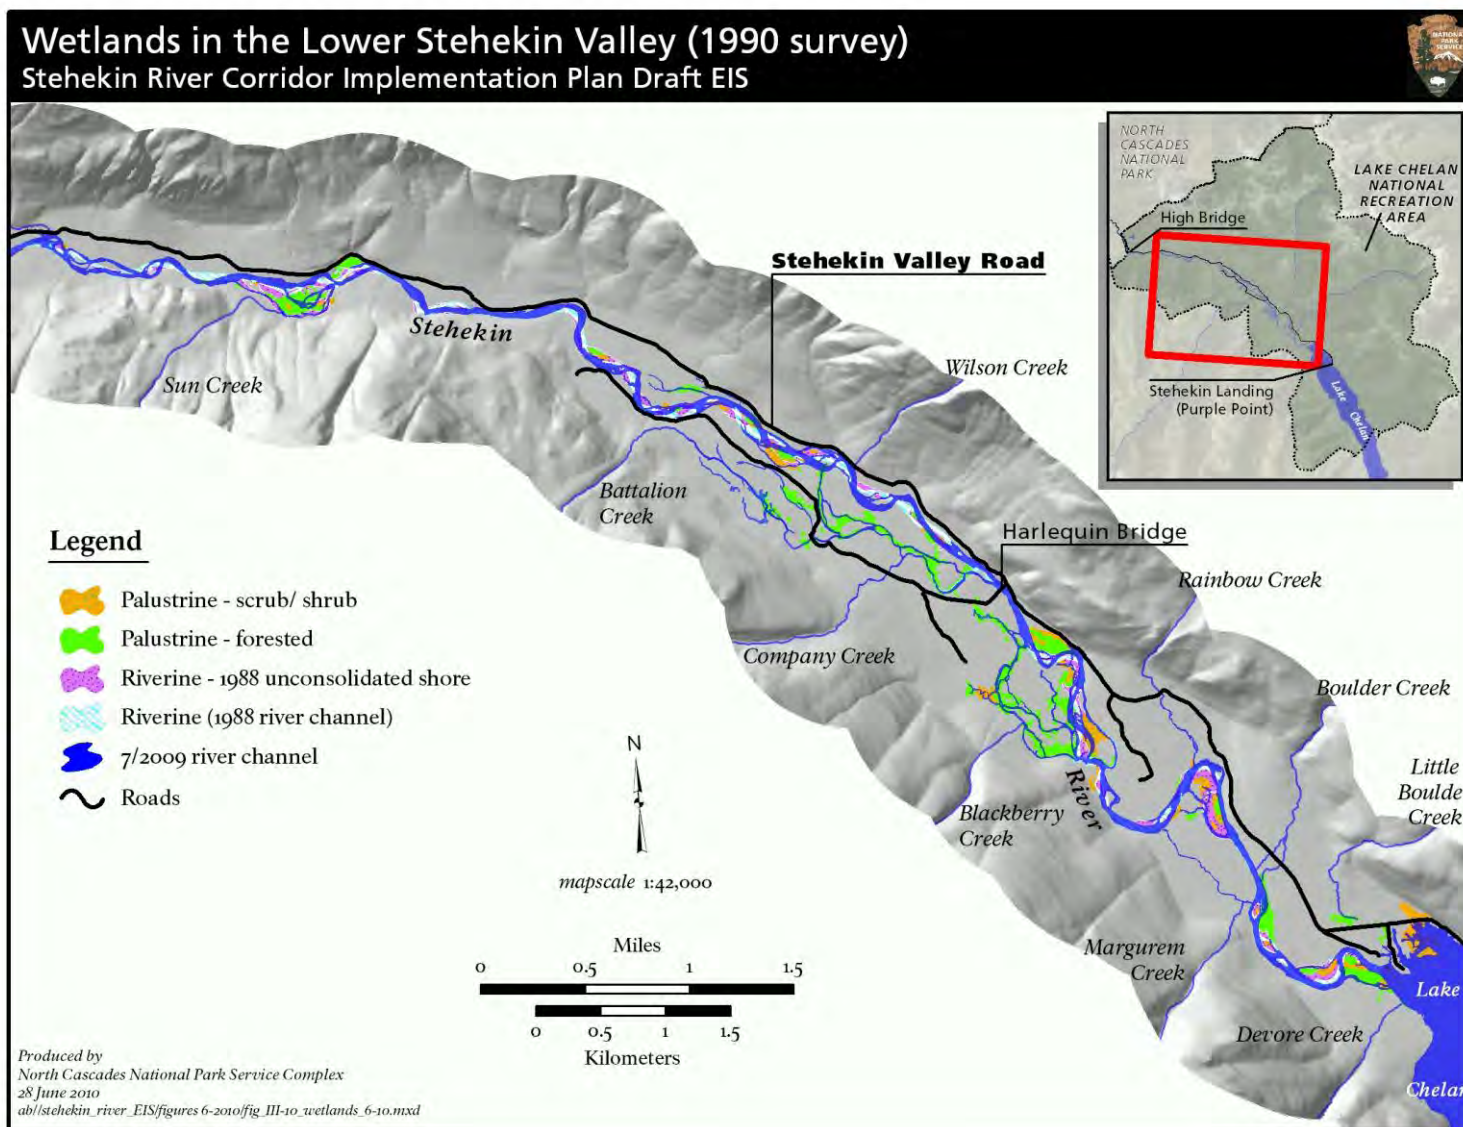 Wetlands in the Lower Stehekin Valley (1990 survey)
Stehekin River Corridor Implementation Plan Draft EIS
NATIONAL
PARK
SERVICE
NORTH
CASCADES
NATIONAL
PARK
LAKE CHELAN
NATIONAL
RECREATION
AREA
High Bridge
Stehekin Landing
(Purple Point)
Lake Chelan
Stehekin Valley Road
Stehekin
Sun Creek
Wilson Creek
Battalion
Creek
Harlequin Bridge
Rainbow Creek
Company Creek
Boulder Creek
Little
Boulde
Creek
River
Blackberry
Creek
Margurem
Creek
Devore Creek
Lake
Chelan
Legend
Palustrine - scrub/ shrub
Palustrine - forested
Riverine - 1988 unconsolidated shore
Riverine (1988 river channel)
7/2009 river channel
Roads
N
mapscale 1:42,000
Miles
0 0.5 1 1.5
0 0.5 1 1.5
Kilometers
Produced by
North Cascades National Park Service Complex
28 June 2010
ab//stehekin_river_EIS/figures 6-2010/fig_III-10_wetlands_6-10.mxd